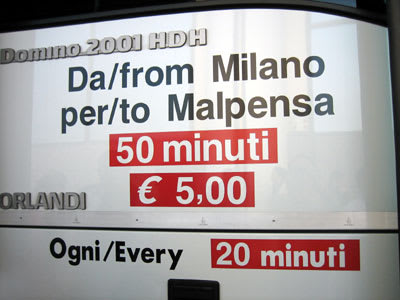 Domino 2001 HDH
Da/from Milano
per/to Malpensa
50 minuti
€ 5,00
ORLANDI
Ogni/Every 20 minuti